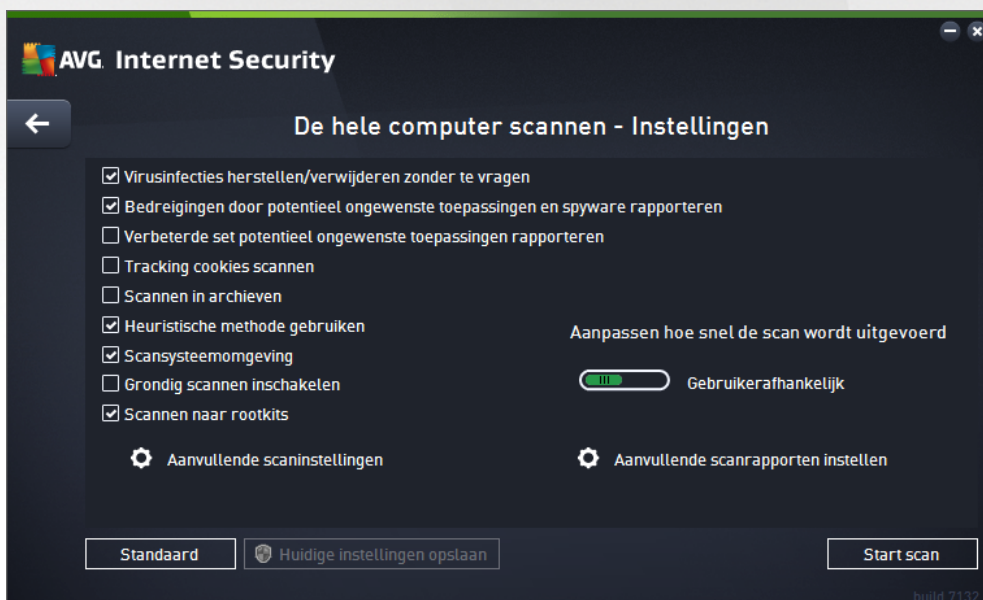 AVG Internet Security
De hele computer scannen - Instellingen
Virusinfecties herstellen/verwijderen zonder te vragen
Bedreigingen door potentieel ongewenste toepassingen en spyware rapporteren
Verbeterde set potentieel ongewenste toepassingen rapporteren
Tracking cookies scannen
Scannen in archieven
Heuristische methode gebruiken
Scansysteemomgeving
Grondig scannen inschakelen
Scannen naar rootkits
Aanpassen hoe snel de scan wordt uitgevoerd
Gebruikerafhankelijk
Aanvullende scaninstellingen
Aanvullende scanrapporten instellen
Standaard
Huidige instellingen opslaan
Start scan
build 7132